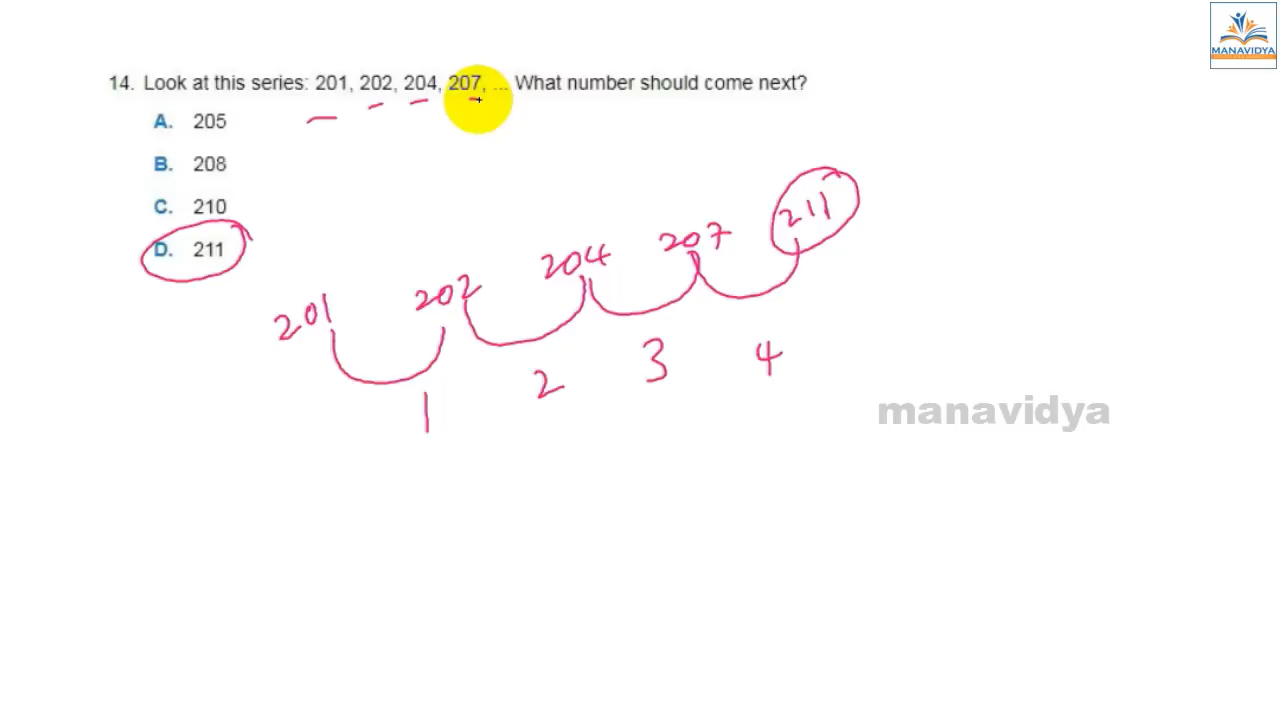 MANAVIDYA
14. Look at this series: 201, 202, 204, 207, ... What number should come next?
A. 205
B. 208
C. 210
D. 211
201 202 204 207 211
1 2 3 4
manavidya